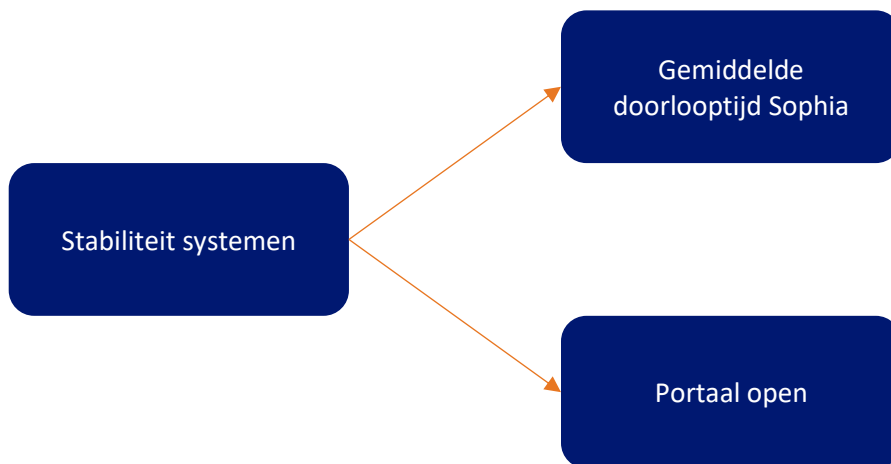 Gemiddelde
doorlooptijd Sophia
Stabiliteit systemen
Portaal open